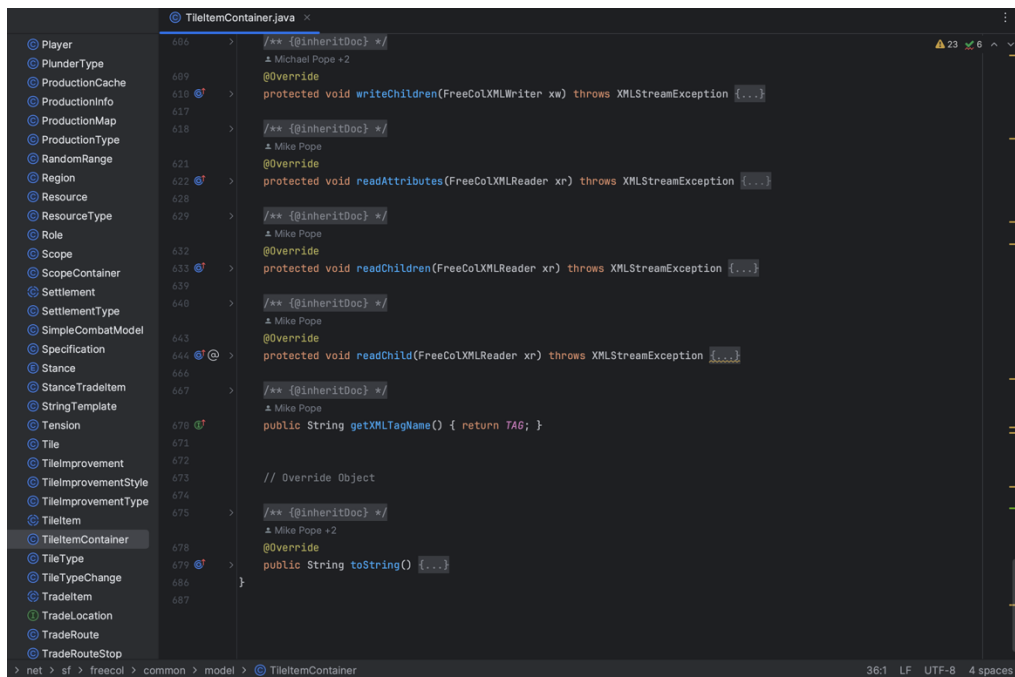 TileItemContainer.java
Player
PlunderType
ProductionCache
ProductionInfo
ProductionMap
ProductionType
RandomRange
Region
Resource
ResourceType
Role
Scope
ScopeContainer
Settlement
SettlementType
SimpleCombatModel
Specification
Stance
StanceTradeItem
StringTemplate
Tension
Tile
TileImprovement
TileImprovementStyle
TileImprovementType
TileItem
TileItemContainer
TileType
TileTypeChange
TradeItem
TradeLocation
TradeRoute
TradeRouteStop
23 6
606 /** {@inheritDoc} */
Michael Pope +2
609 @Override
610 protected void writeChildren(FreeColXMLWriter xw) throws XMLStreamException {...}
617
618 /** {@inheritDoc} */
Mike Pope
621 @Override
622 protected void readAttributes(FreeColXMLReader xr) throws XMLStreamException {...}
628
629 /** {@inheritDoc} */
Mike Pope
632 @Override
633 protected void readChildren(FreeColXMLReader xr) throws XMLStreamException {...}
639
640 /** {@inheritDoc} */
Mike Pope
643 @Override
644 protected void readChild(FreeColXMLReader xr) throws XMLStreamException {...}
666
667 /** {@inheritDoc} */
Mike Pope
670 public String getXMLTagName() { return TAG; }
671
672
673 // Override Object
674
675 /** {@inheritDoc} */
Mike Pope +2
678 @Override
679 public String toString() {...}
686 }
687
> net > sf > freecol > common > model > TileItemContainer 36:1 LF UTF-8 4 spaces